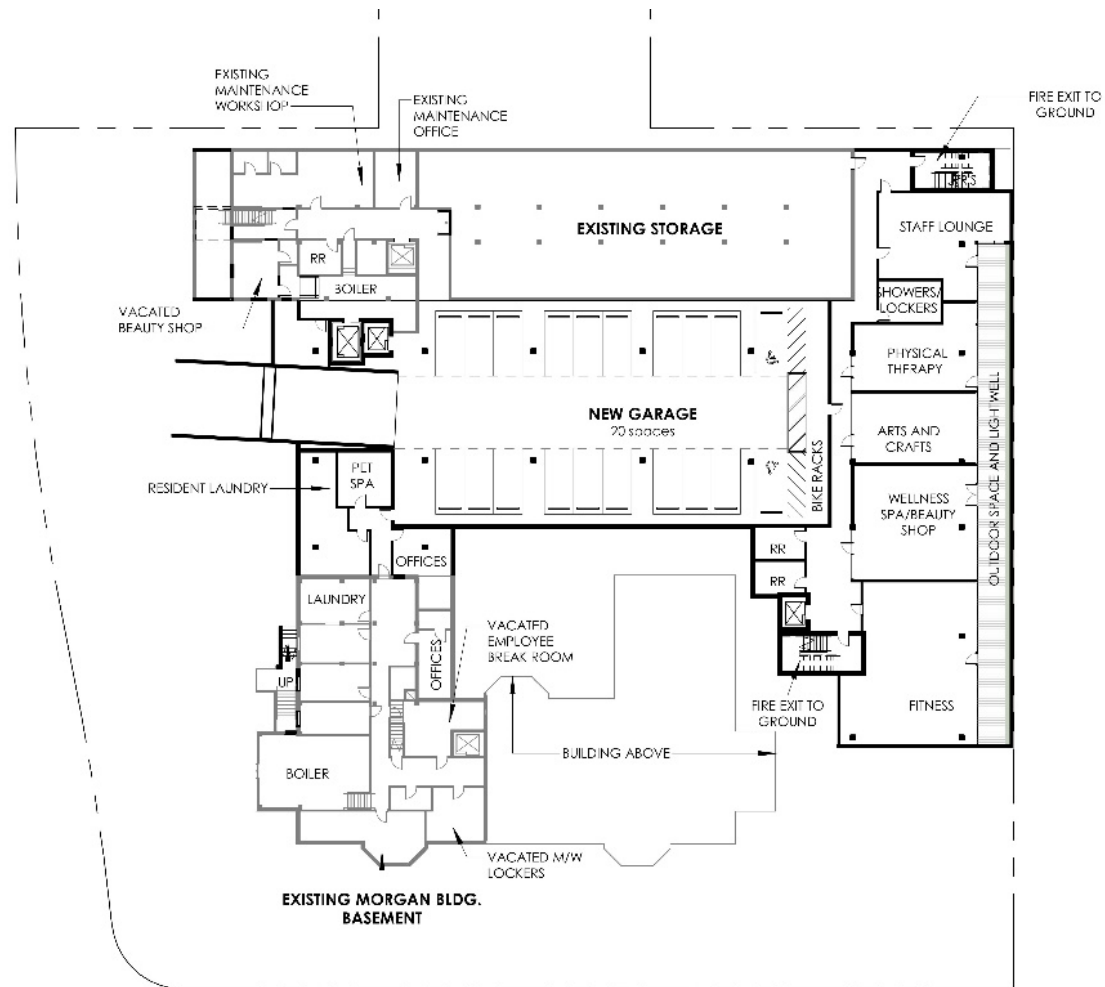 EXISTING
MAINTENANCE
WORKSHOP
EXISTING
MAINTENANCE
OFFICE
FIRE EXIT TO
GROUND
EXISTING STORAGE
STAFF LOUNGE
RR
BOILER
SHOWERS/
LOCKERS
VACATED
BEAUTY SHOP
PHYSICAL
THERAPY
NEW GARAGE
20 spaces
ARTS AND
CRAFTS
BIKE RACKS
OUTDOOR SPACE AND LIGHTWELL
RESIDENT LAUNDRY
PET
SPA
WELLNESS
SPA/BEAUTY
SHOP
OFFICES
RR
RR
LAUNDRY
VACATED
EMPLOYEE
BREAK ROOM
OFFICES
UP
FIRE EXIT TO
GROUND
FITNESS
BUILDING ABOVE
BOILER
VACATED M/W
LOCKERS
EXISTING MORGAN BLDG.
BASEMENT